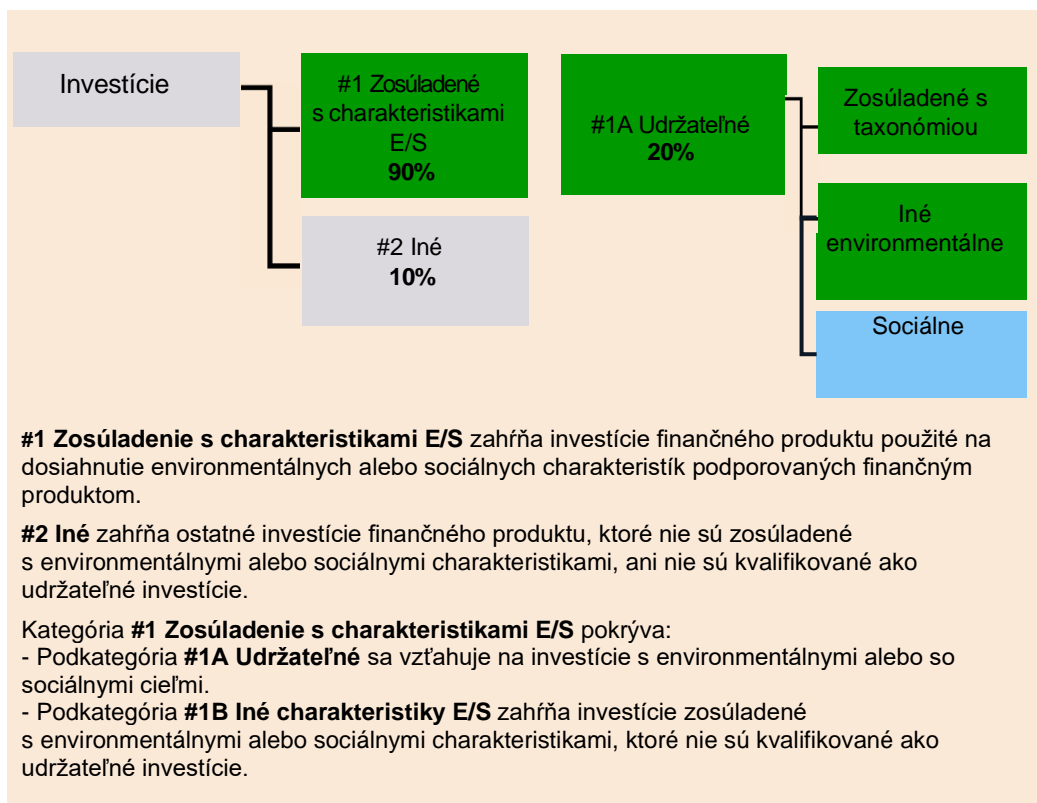 Investície
#1 Zosúladené
s charakteristikami
E/S
90%
#2 Iné
10%
#1A Udržateľné
20%
Zosúladené s
taxonómiou
Iné
environmentálne
Sociálne
#1 Zosúladenie s charakteristikami E/S zahŕňa investície finančného produktu použité na
dosiahnutie environmentálnych alebo sociálnych charakteristík podporovaných finančným
produktom.
#2 Iné zahŕňa ostatné investície finančného produktu, ktoré nie sú zosúladené
s environmentálnymi alebo sociálnymi charakteristikami, ani nie sú kvalifikované ako
udržateľné investície.
Kategória #1 Zosúladenie s charakteristikami E/S pokrýva:
- Podkategória #1A Udržateľné sa vzťahuje na investície s environmentálnymi alebo so
sociálnymi cieľmi.
- Podkategória #1B Iné charakteristiky E/S zahŕňa investície zosúladené
s environmentálnymi alebo sociálnymi charakteristikami, ktoré nie sú kvalifikované ako
udržateľné investície.